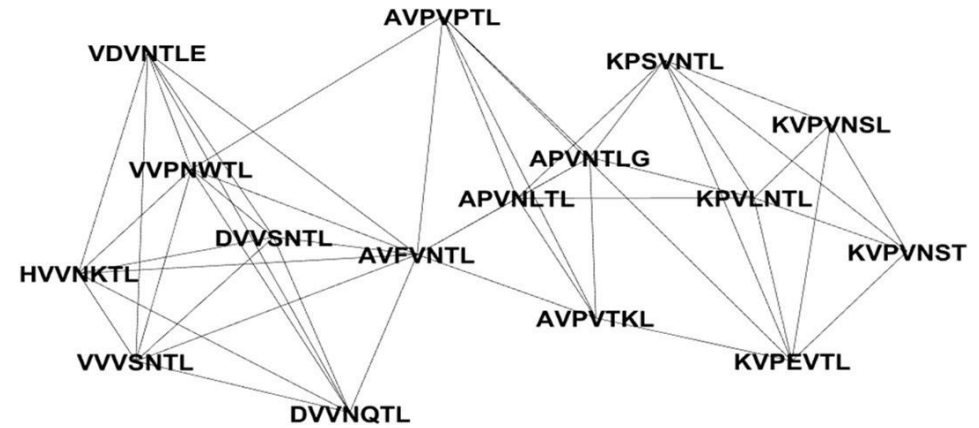 AVPVPTL
VDVNTLE
KPSVNTL
KVPVNSL
APVNTLG
VVPNWTL
APVNLTL
KPVLNTL
DVVSNTL
AVFVNTL
KVPVNST
HVVNKTL
AVPVTKL
VVVSNTL
KVPEVTL
DVVNQTL